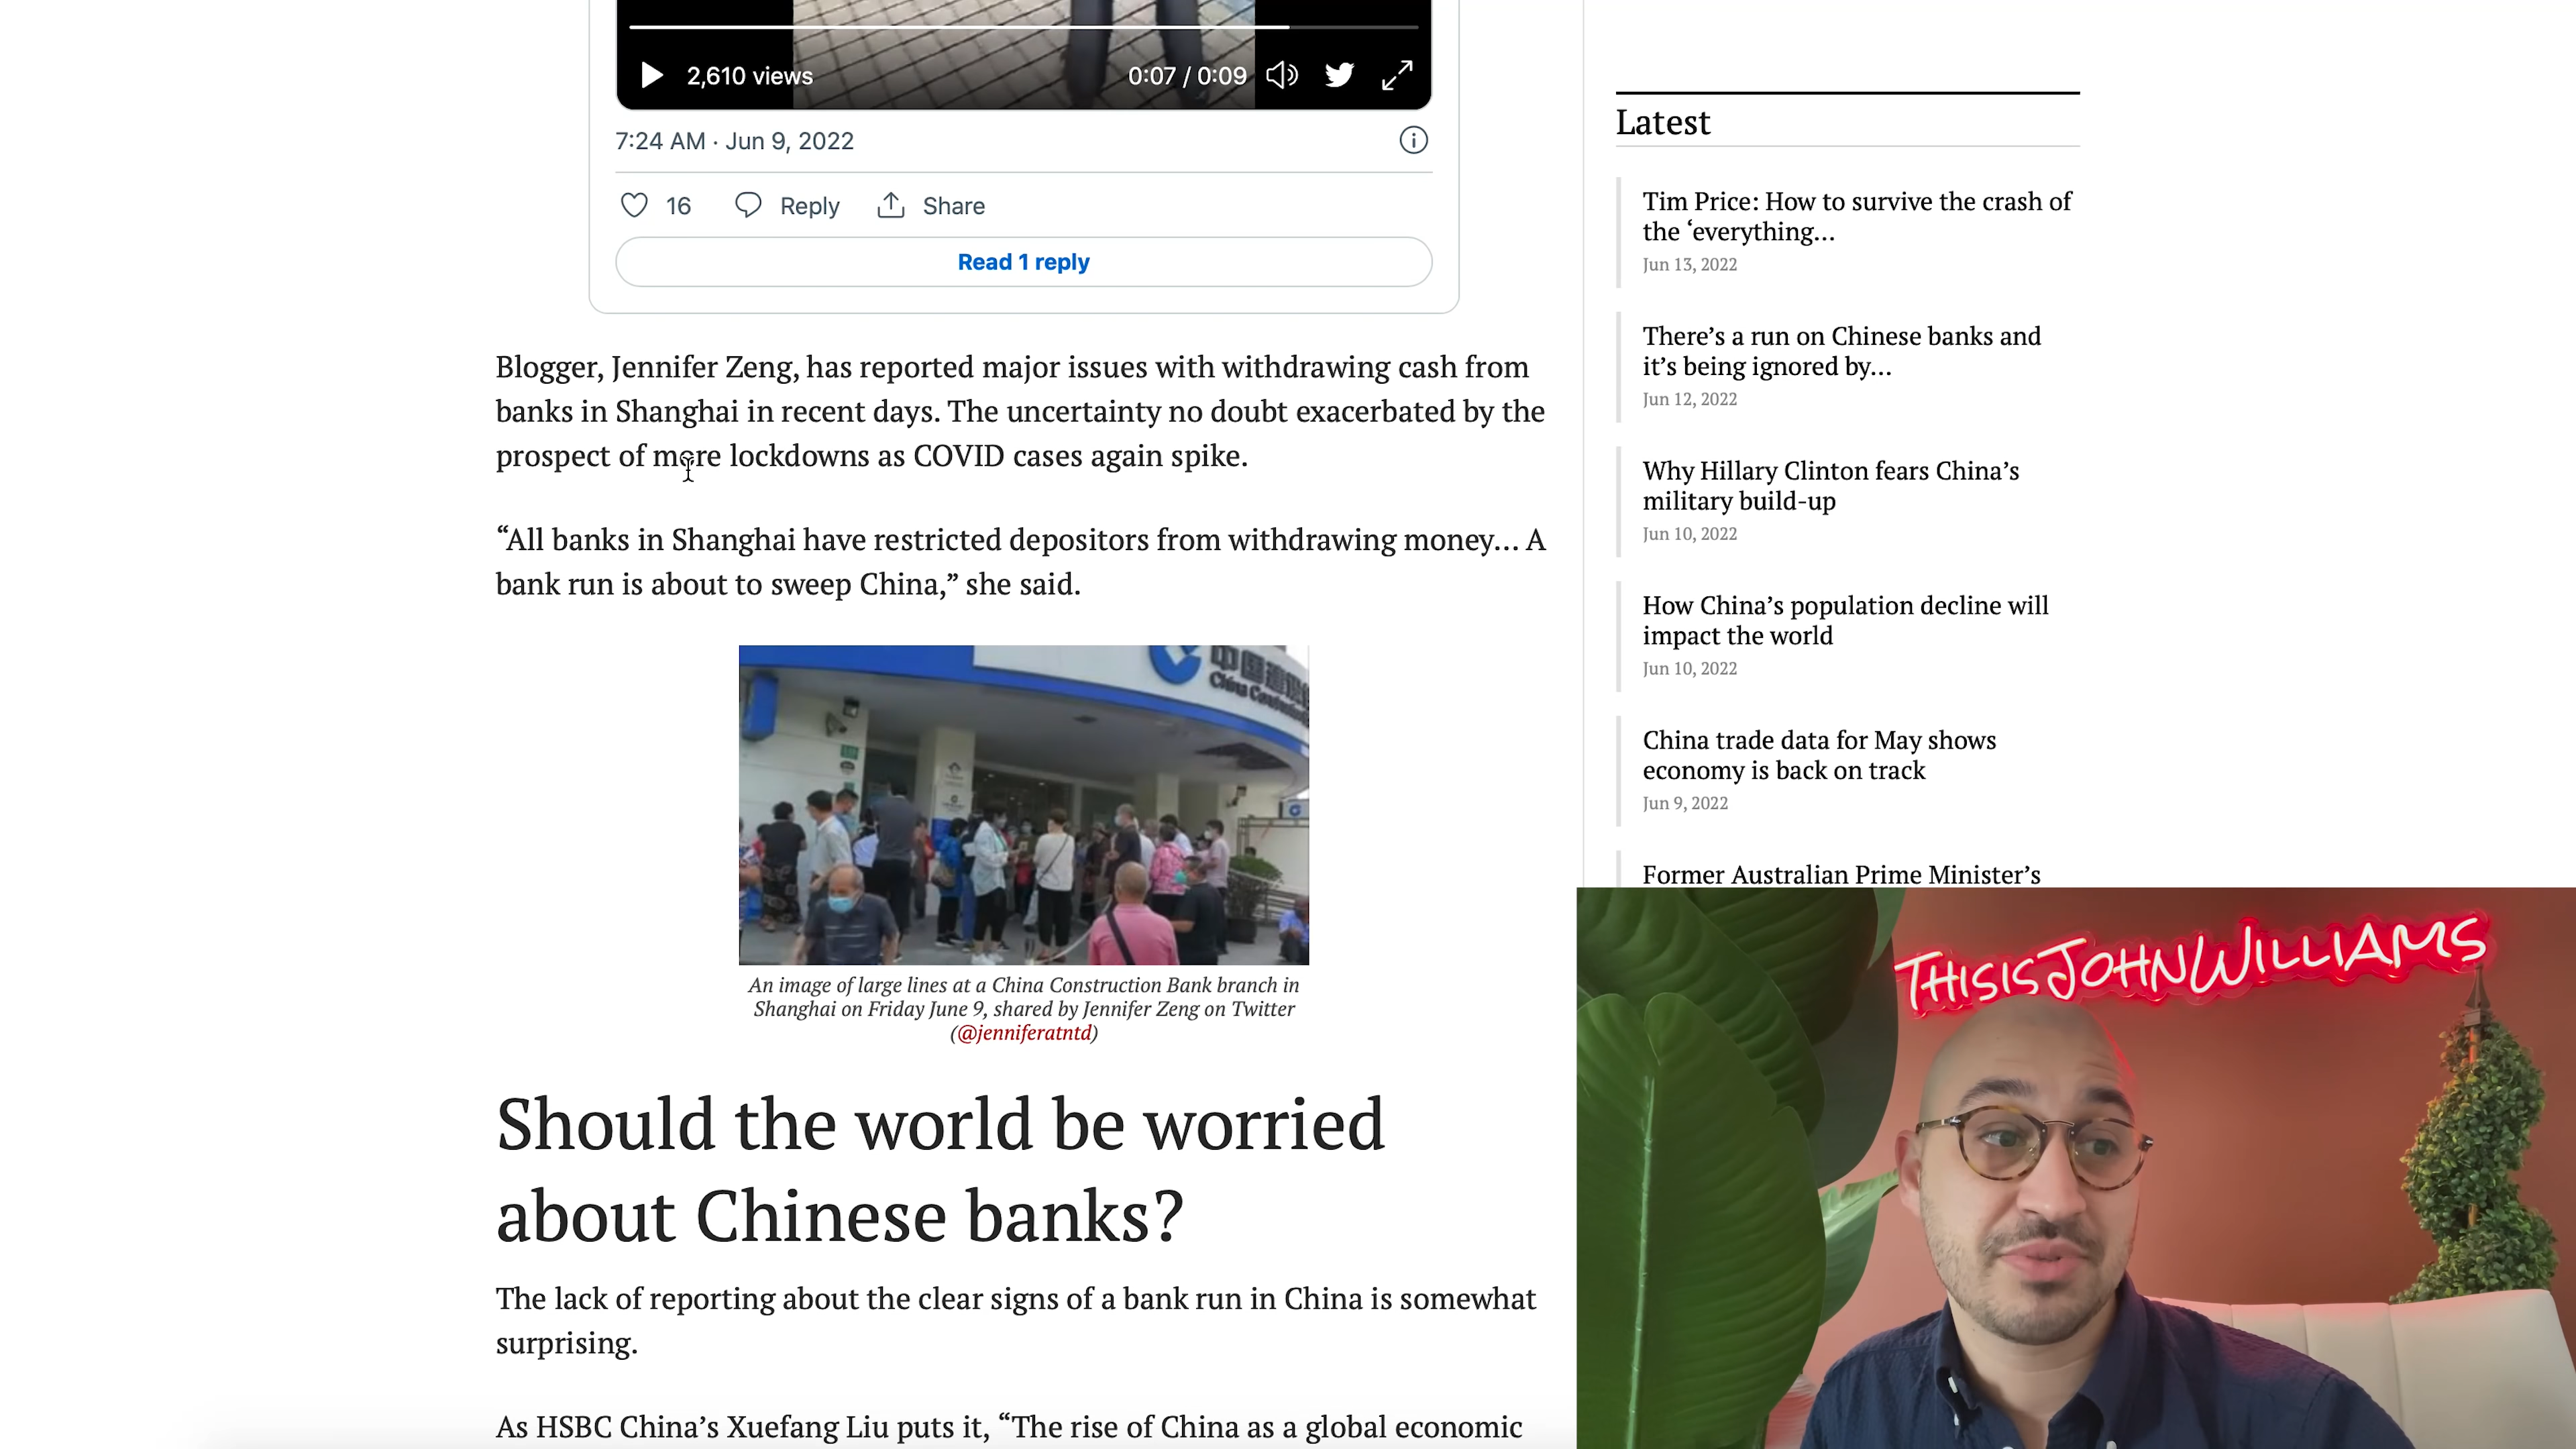 2,610 views
0:07 / 0:09
7:24 AM · Jun 9, 2022
16 Reply Share
Read 1 reply
Blogger, Jennifer Zeng, has reported major issues with withdrawing cash from
banks in Shanghai in recent days. The uncertainty no doubt exacerbated by the
prospect of more lockdowns as COVID cases again spike.
“All banks in Shanghai have restricted depositors from withdrawing money… A
bank run is about to sweep China,” she said.
中国建设
China Construction
An image of large lines at a China Construction Bank branch in
Shanghai on Friday June 9, shared by Jennifer Zeng on Twitter
(@jenniferatntd)
Should the world be worried
about Chinese banks?
The lack of reporting about the clear signs of a bank run in China is somewhat
surprising.
As HSBC China’s Xuefang Liu puts it, “The rise of China as a global economic
Latest
Tim Price: How to survive the crash of
the ‘everything…
Jun 13, 2022
There’s a run on Chinese banks and
it’s being ignored by…
Jun 12, 2022
Why Hillary Clinton fears China’s
military build-up
Jun 10, 2022
How China’s population decline will
impact the world
Jun 10, 2022
China trade data for May shows
economy is back on track
Jun 9, 2022
Former Australian Prime Minister’s
THISISJOHNWILLIAMS